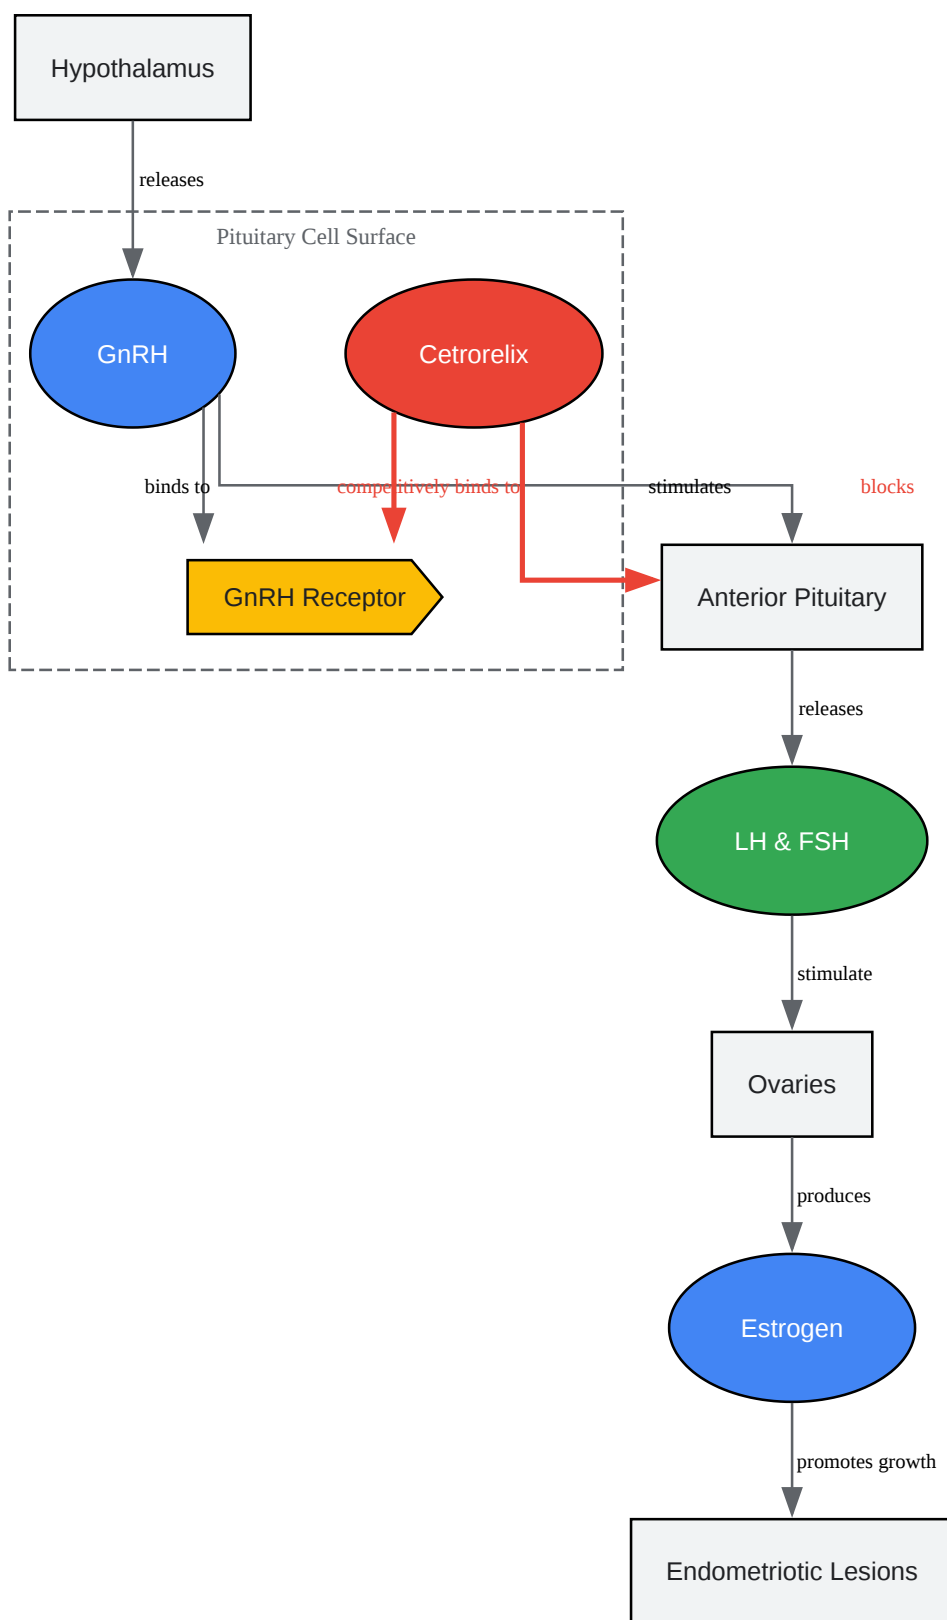 Hypothalamus
releases
Pituitary Cell Surface
GnRH
Cetrorelix
binds to
competitively binds to
stimulates
blocks
GnRH Receptor
Anterior Pituitary
releases
LH & FSH
stimulate
Ovaries
produces
Estrogen
promotes growth
Endometriotic Lesions